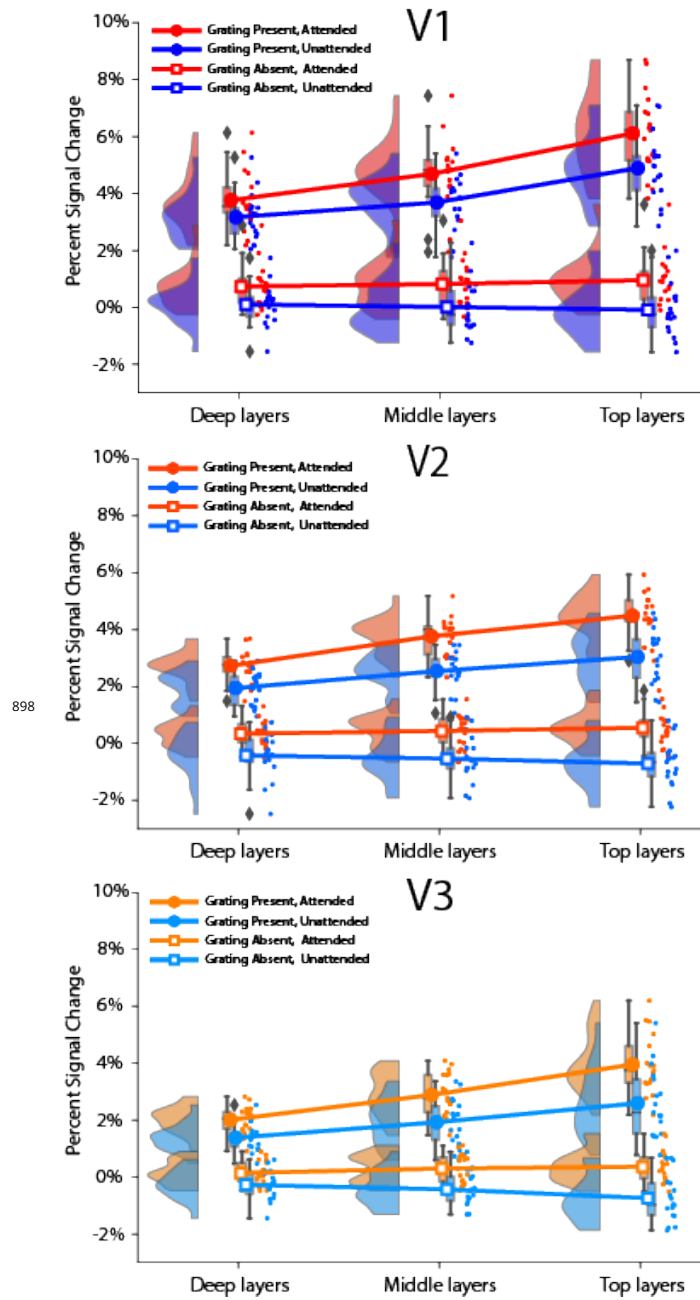 V1
10%
Grating Present, Attended
Grating Present, Unattended
8%
Grating Absent, Attended
Grating Absent, Unattended
6%
4%
2%
0%
-2%
Percent Signal Change
Deep layers Middle layers Top layers
V2
10%
Grating Present, Attended
Grating Present, Unattended
8%
Grating Absent, Attended
Grating Absent, Unattended
6%
4%
2%
0%
-2%
Percent Signal Change
898
Deep layers Middle layers Top layers
V3
10%
Grating Present, Attended
Grating Present, Unattended
8%
Grating Absent, Attended
Grating Absent, Unattended
6%
4%
2%
0%
-2%
Percent Signal Change
Deep layers Middle layers Top layers